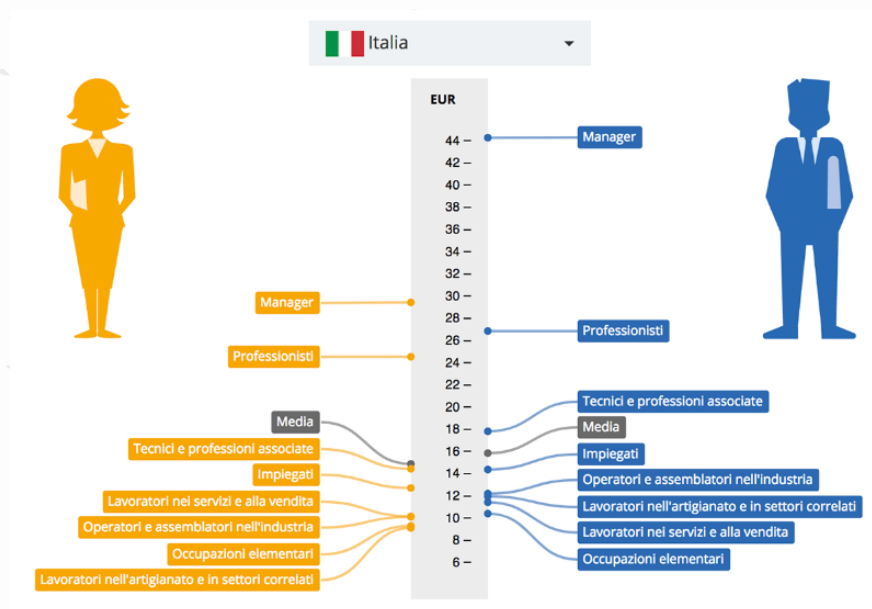 Italia
EUR
44
42
40
38
36
34
32
30
28
26
24
22
20
18
16
14
12
10
8
6
Manager
Professionisti
Media
Tecnici e professioni associate
Impiegati
Lavoratori nei servizi e alla vendita
Operatori e assemblatori nell'industria
Occupazioni elementari
Lavoratori nell'artigianato e in settori correlati
Manager
Professionisti
Tecnici e professioni associate
Media
Impiegati
Operatori e assemblatori nell'industria
Lavoratori nell'artigianato e in settori correlati
Lavoratori nei servizi e alla vendita
Occupazioni elementari